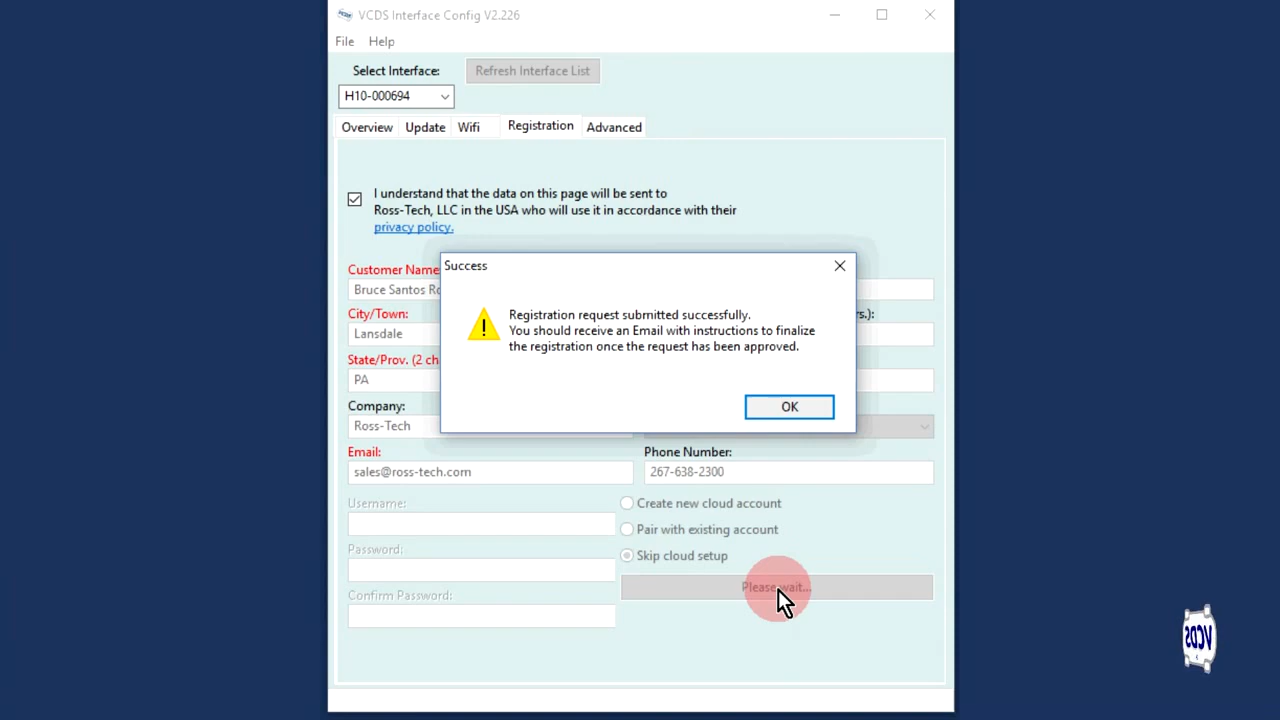 VCDS Interface Config V2.226
File Help
Select Interface:
Refresh Interface List
H10-000694
Overview Update Wifi Registration Advanced
I understand that the data on this page will be sent to
Ross-Tech, LLC in the USA who will use it in accordance with their
privacy policy.
Customer Name
Bruce Santos
City/Town:
rs.):
Lansdale
State/Prov. (2 ch
PA
Company:
Ross-Tech
Success
Registration request submitted successfully.
You should receive an Email with instructions to finalize
the registration once the request has been approved.
OK
Email:
Phone Number:
sales@ross-tech.com
267-638-2300
Username:
Create new cloud account
Pair with existing account
Password:
Skip cloud setup
Please wait...
Confirm Password:
VCDS